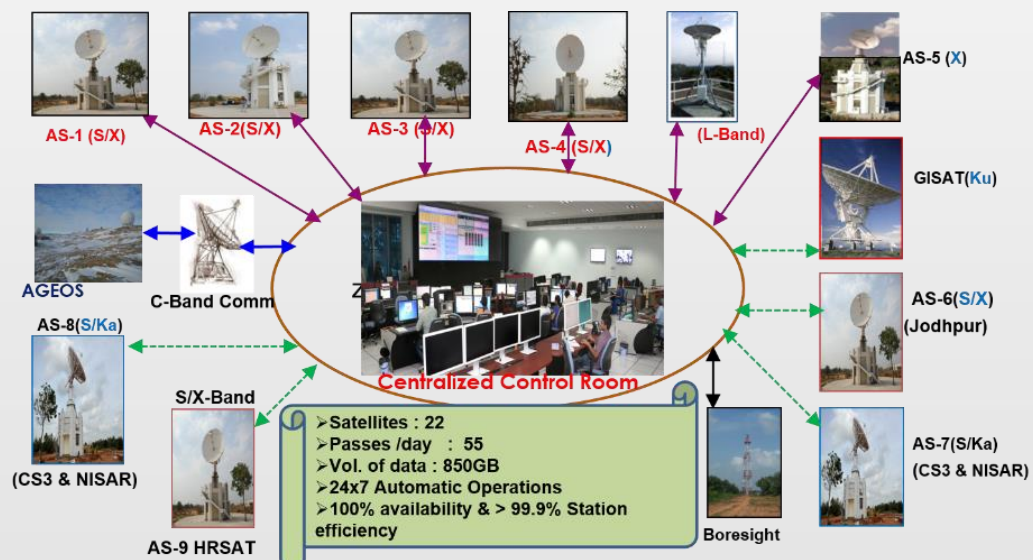 AS-1 (S/X)
AS-2(S/X)
AS-3 (S/X)
AS-4 (S/X)
(L-Band)
AS-5 (X)
GISAT(Ku)
AGEOS
C-Band Comm
Z
AS-6(S/X)
(Jodhpur)
AS-8(S/Ka)
(CS3 & NISAR)
Centralized Control Room
S/X-Band
AS-9 HRSAT
➢Satellites : 22
➢Passes /day : 55
➢Vol. of data : 850GB
➢24x7 Automatic Operations
➢100% availability & > 99.9% Station
efficiency
Boresight
AS-7(S/Ka)
(CS3 & NISAR)